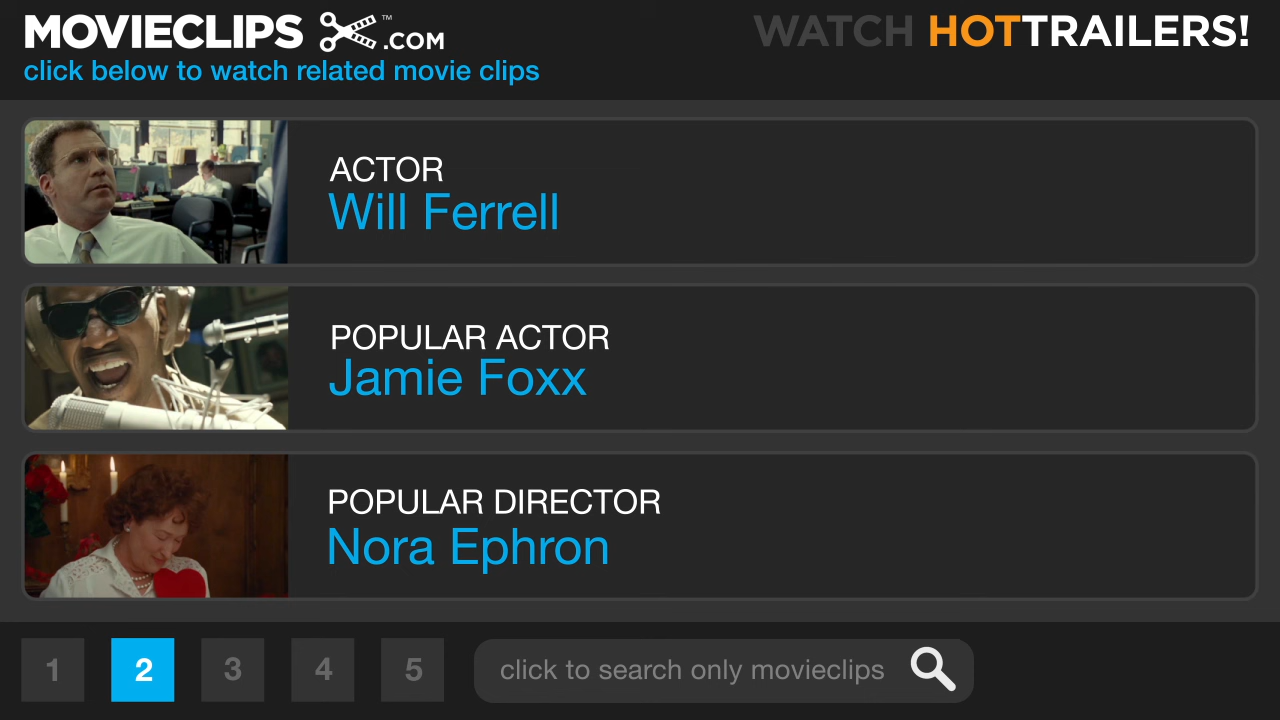 MOVIECLIPS ™ .COM
WATCH HOTTRAILERS!
click below to watch related movie clips
ACTOR
Will Ferrell
POPULAR ACTOR
Jamie Foxx
POPULAR DIRECTOR
Nora Ephron
1 2 3 4 5 click to search only movieclips